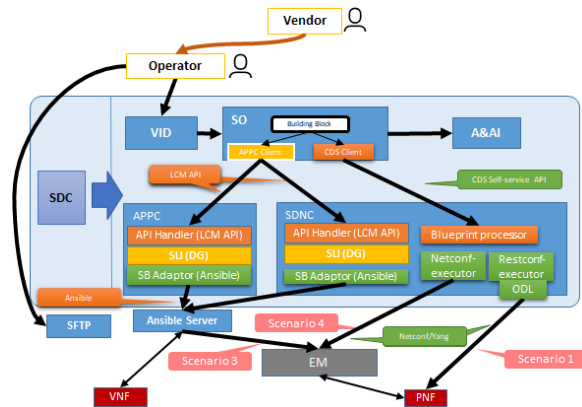 Vendor
Operator
SO
Building Block
VID
A&AI
APPC Client
CDS Client
LCM API
CDS Self-service API
SDC
APPC
SDNC
API Handler (LCM API)
API Handler (LCM API)
Blueprint processor
SLI (DG)
SLI (DG)
SB Adaptor (Ansible)
SB Adaptor (Ansible)
Netconf-
executor
Restconf-
executor
ODL
Ansible
SFTP
Ansible Server
Scenario 4
Netconf/Yang
Scenario 3
EM
Scenario 1
VNF
PNF